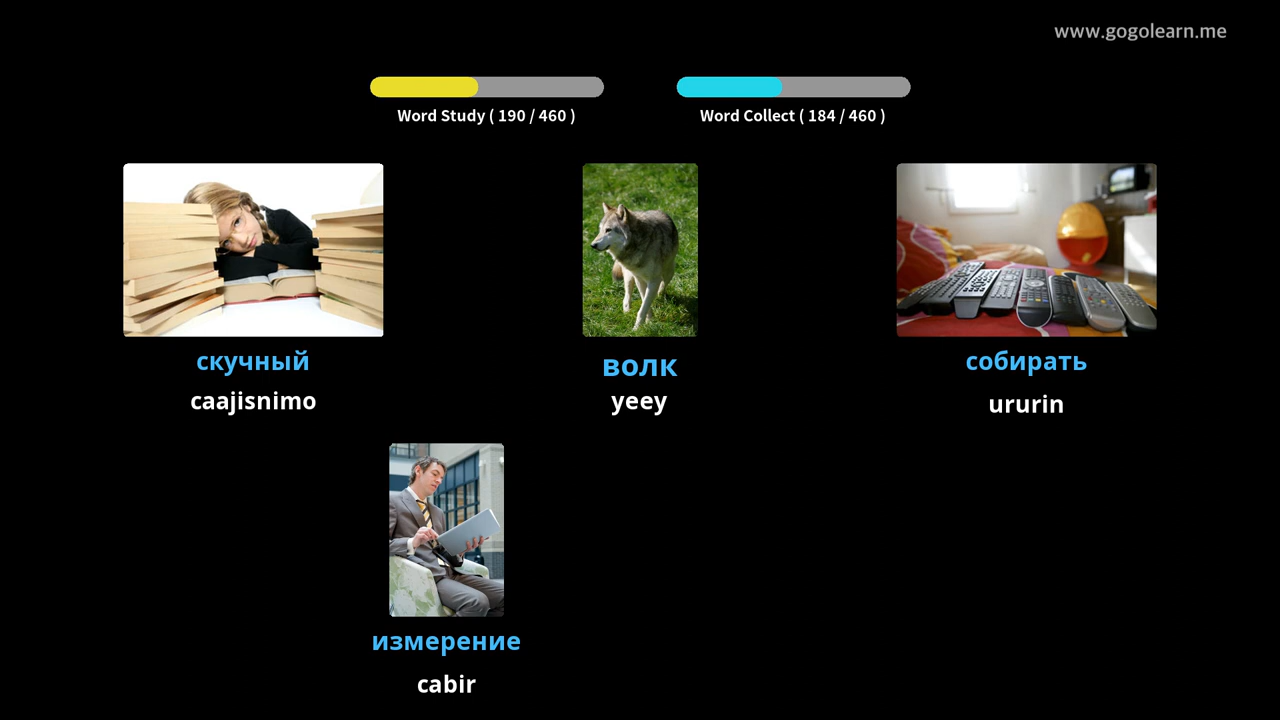 www.gogolearn.me
Word Study ( 190 / 460 )
Word Collect ( 184 / 460 )
скучный
caajisnimo
волк
yeey
собирать
ururin
измерение
cabir